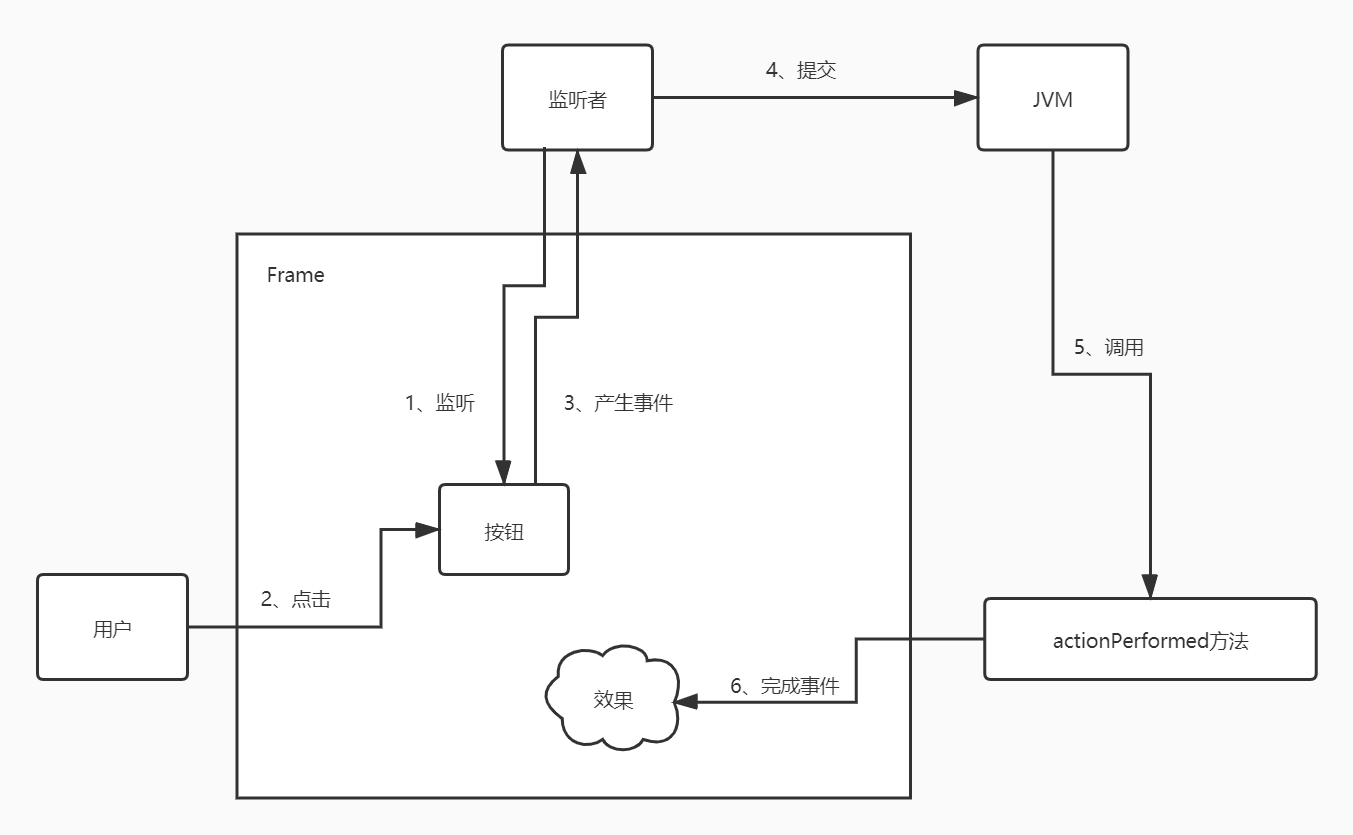 监听者
4、提交
JVM
Frame
5、调用
1、监听
3、产生事件
按钮
2、点击
用户
actionPerformed方法
6、完成事件
效果